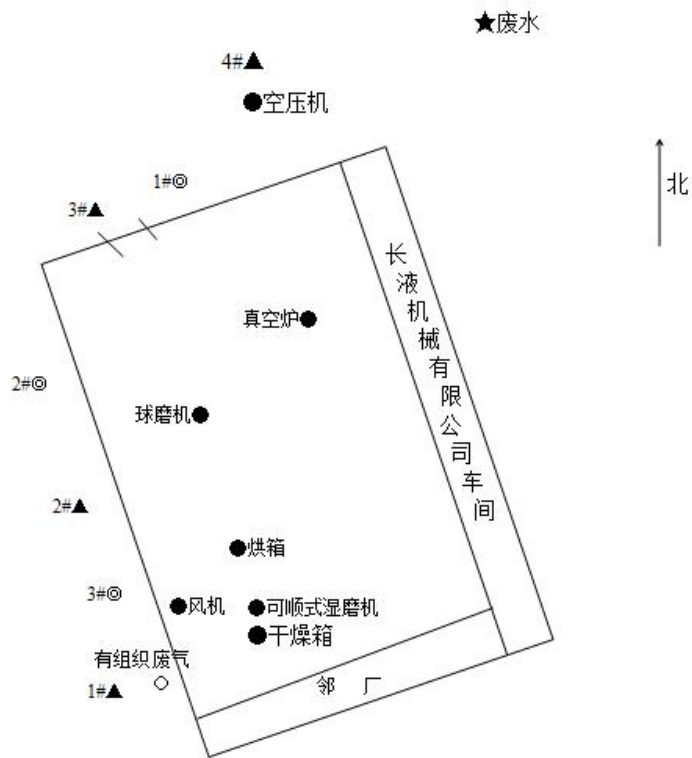 ★废水
4#▲
●空压机
1#◎
3#▲
北
长液机械有限公司车间
真空炉●
2#◎
球磨机●
2#▲
●烘箱
3#◎
●风机
●可顺式湿磨机
●干燥箱
有组织废气
○
1#▲
邻 厂